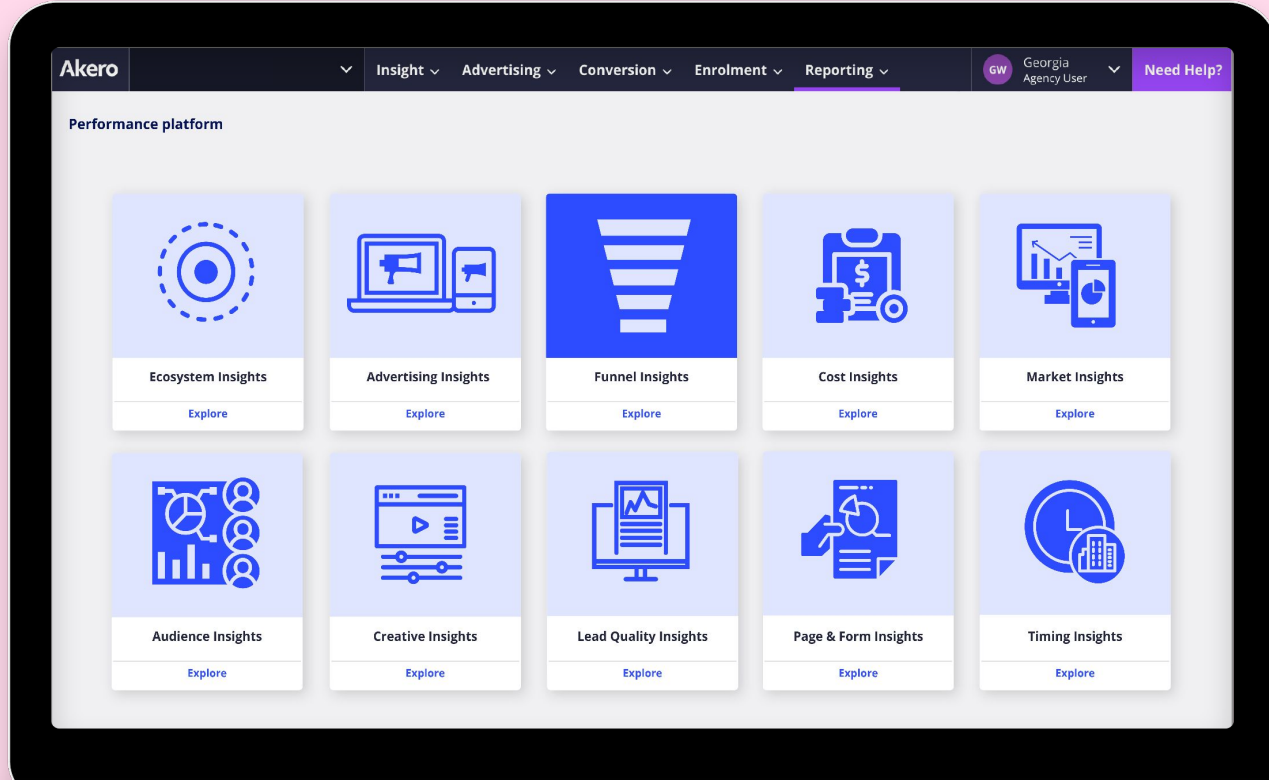 Akero
Insight
Advertising
Conversion
Enrolment
Reporting
GW
Georgia
Agency User
Need Help?
Performance platform
$
Ecosystem Insights
Advertising Insights
Funnel Insights
Cost Insights
Market Insights
Explore
Explore
Explore
Explore
Explore
Audience Insights
Creative Insights
Lead Quality Insights
Page & Form Insights
Timing Insights
Explore
Explore
Explore
Explore
Explore